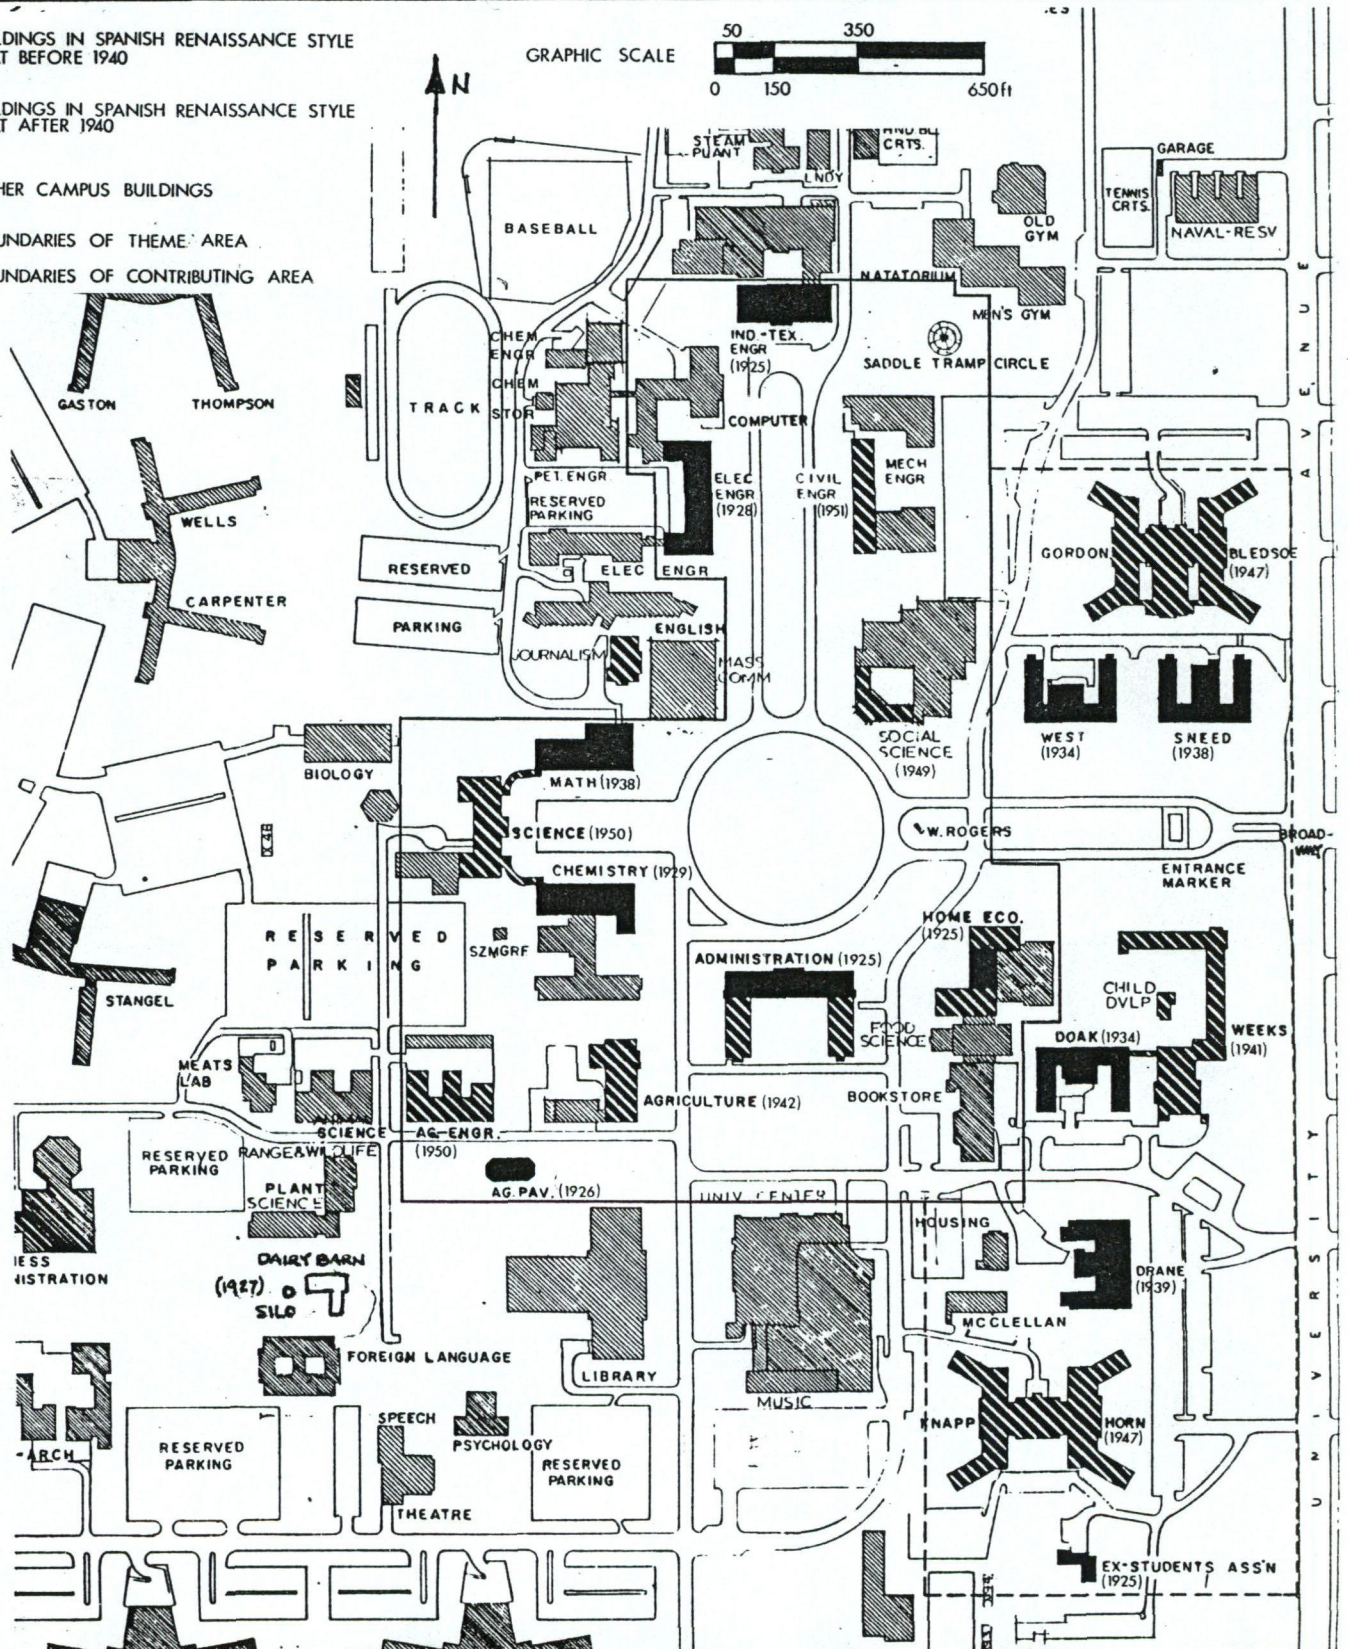 LDINGS IN SPANISH RENAISSANCE STYLE
T BEFORE 1940
LDINGS IN SPANISH RENAISSANCE STYLE
T AFTER 1940
HER CAMPUS BUILDINGS
UNDARIES OF THEME AREA
UNDARIES OF CONTRIBUTING AREA
GRAPHIC SCALE
50 350
0 150 650ft
N
STEAM
PLANT
LNDY
CRTS.
GARAGE
TENNIS
CRTS.
OLD
GYM
NAVAL-RESV
BASEBALL
NATATORIUM
MEN'S GYM
IND.-TEX.
ENGR
(1925)
SADDLE TRAMP CIRCLE
CHEM
ENGR
CHEM
STOR
GASTON
THOMPSON
TRACK
COMPUTER
MECH
ENGR
PET. ENGR
ELEC
ENGR
(1928)
CIVIL
ENGR
(1951)
RESERVED
PARKING
WELLS
GORDON
BLEDSOE
(1947)
RESERVED
ELEC ENGR
CARPENTER
PARKING
ENGLISH
JOURNALISM
MASS
COMM
SOCIAL
SCIENCE
(1949)
WEST
(1934)
SNEED
(1938)
BIOLOGY
MATH (1938)
SCIENCE (1950)
W. ROGERS
BROAD-
WAY
CHEMISTRY (1929)
ENTRANCE
MARKER
RESERVED
PARKING
SZMGRF
HOME ECO.
(1925)
ADMINISTRATION (1925)
STANGEL
CHILD
DVLP
FOOD
SCIENCE
DOAK (1934)
WEEKS
(1941)
MEATS
LAB
AGRICULTURE (1942)
BOOKSTORE
ANIMAL
SCIENCE
AG-ENGR.
(1950)
RESERVED
PARKING
RANGE & WILDLIFE
PLANT
SCIENCE
AG. PAV. (1926)
UNIV. CENTER
HOUSING
IESS
NISTRATION
DAIRY BARN
(1927)
SILO
DRANE
(1939)
MCCLELLAN
FOREIGN LANGUAGE
LIBRARY
MUSIC
SPEECH
PSYCHOLOGY
KNAPP
HORN
(1947)
-ARCH
RESERVED
PARKING
RESERVED
PARKING
THEATRE
EX-STUDENTS ASS'N
(1925)
UNIVERSITY AVENUE